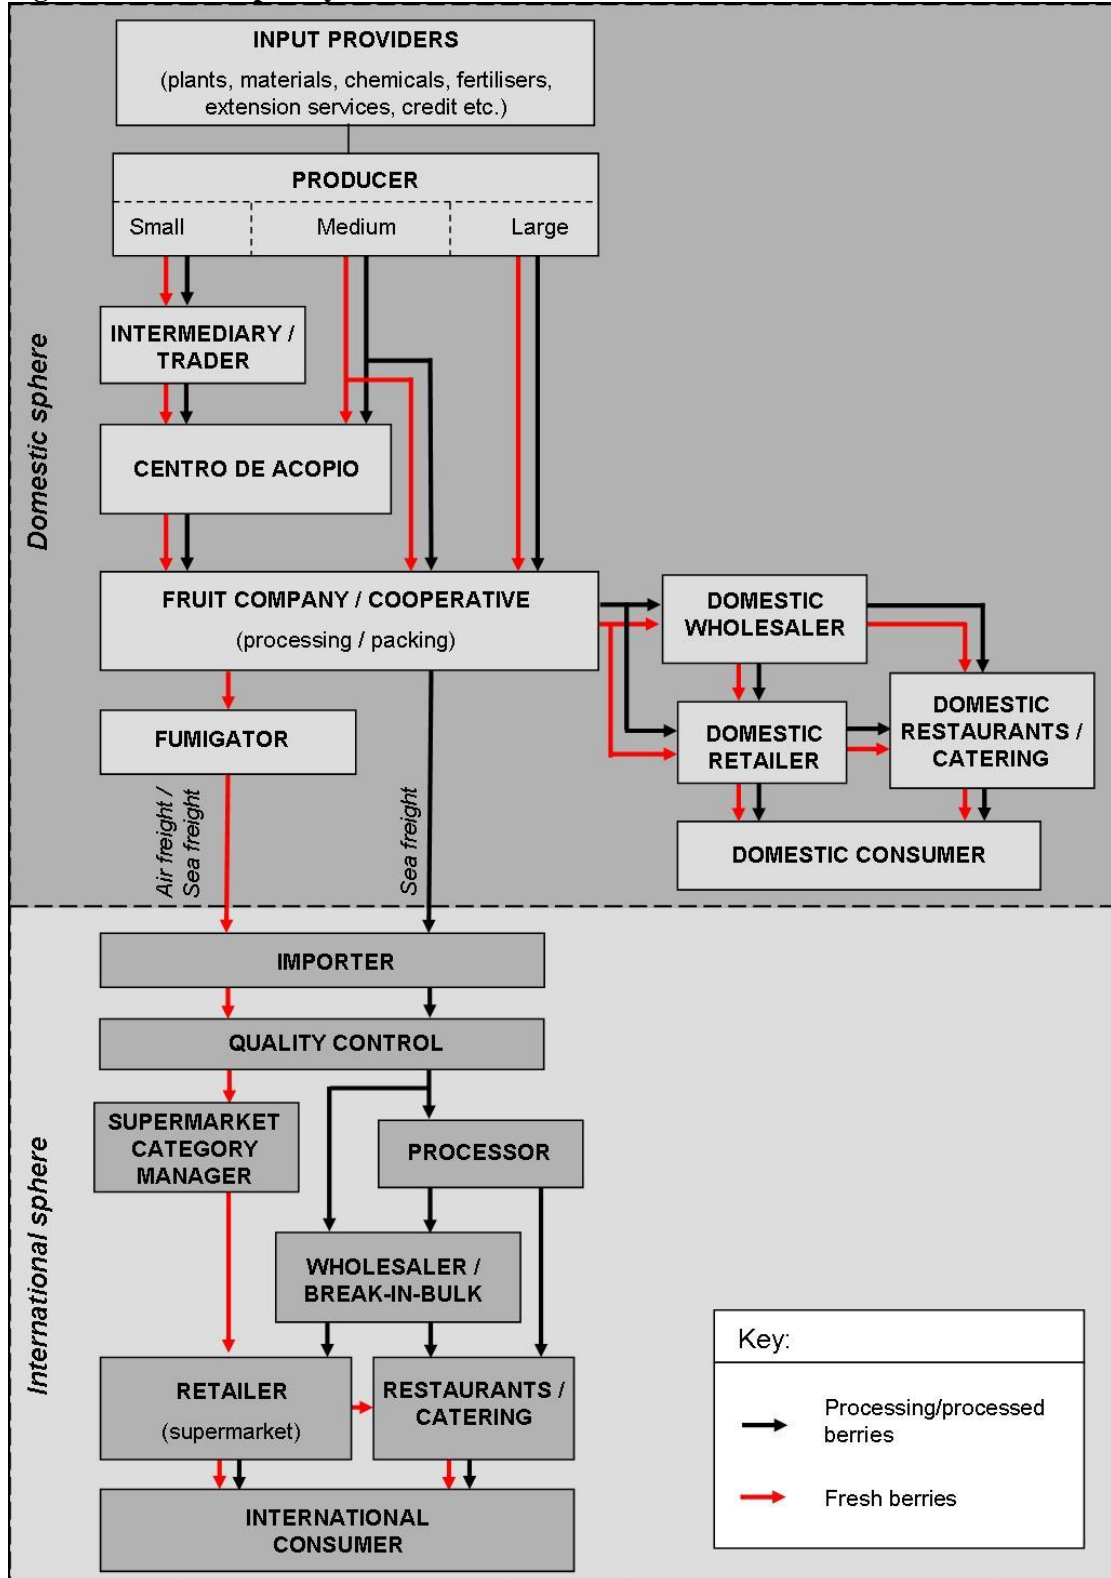 INPUT PROVIDERS
(plants, materials, chemicals, fertilisers,
extension services, credit etc.)
PRODUCER
Small
Medium
Large
INTERMEDIARY /
TRADER
CENTRO DE ACOPIO
Domestic sphere
FRUIT COMPANY / COOPERATIVE
(processing / packing)
DOMESTIC
WHOLESALER
DOMESTIC
RETAILER
DOMESTIC
RESTAURANTS /
CATERING
FUMIGATOR
DOMESTIC CONSUMER
Air freight /
Sea freight
Sea freight
IMPORTER
QUALITY CONTROL
SUPERMARKET
CATEGORY
MANAGER
PROCESSOR
International sphere
WHOLESALER /
BREAK-IN-BULK
RETAILER
(supermarket)
RESTAURANTS /
CATERING
INTERNATIONAL
CONSUMER
Key:
Processing/processed
berries
Fresh berries